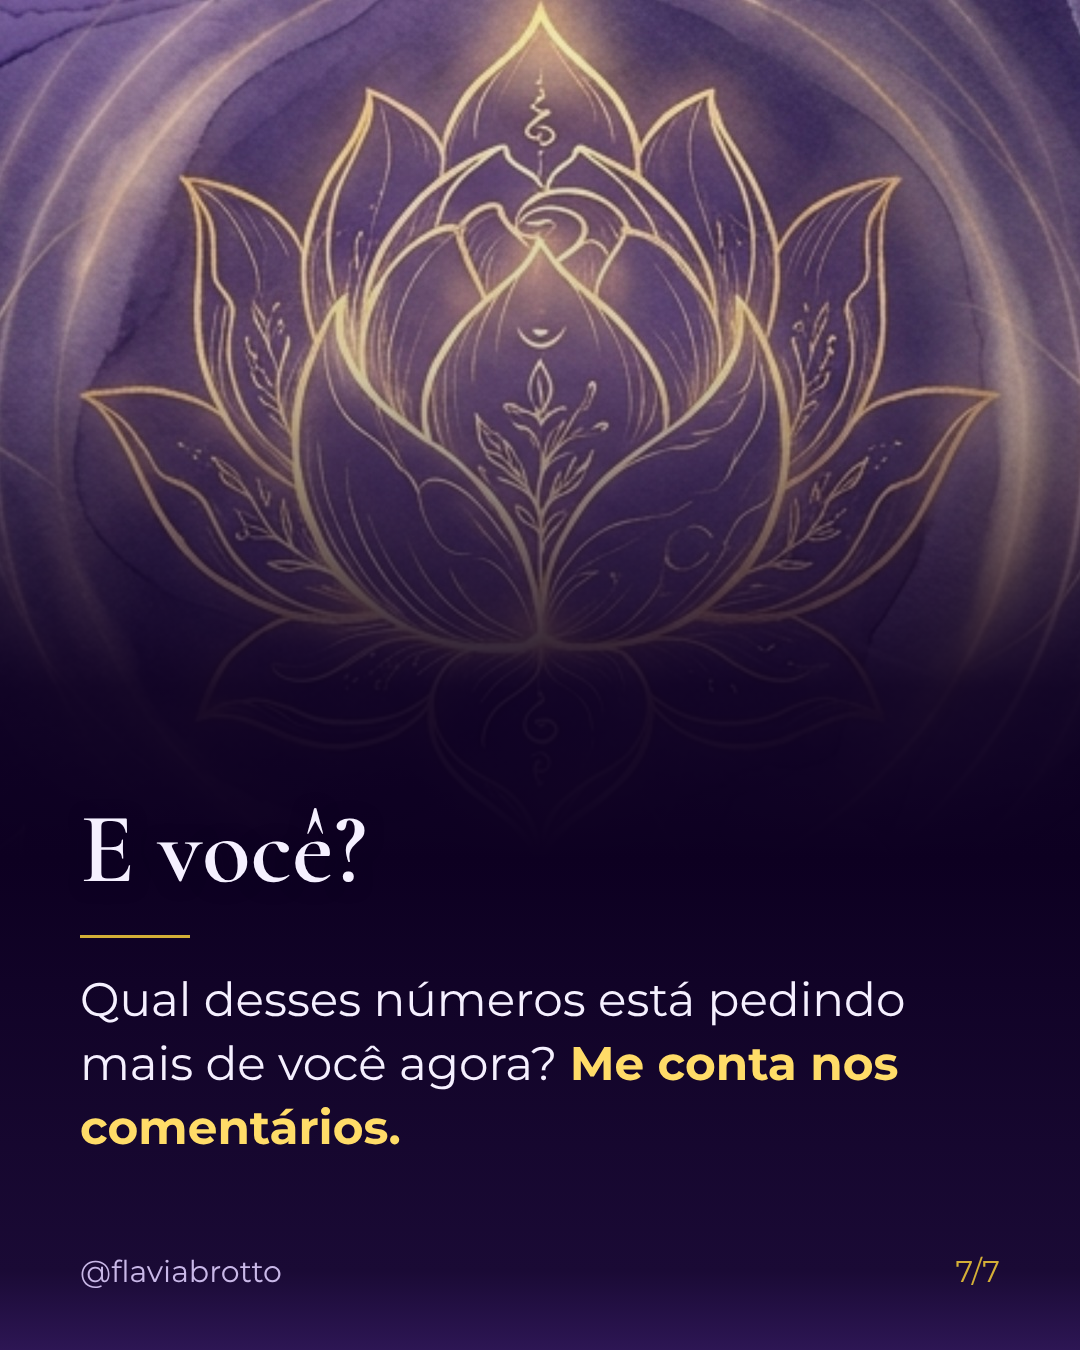 E você?
Qual desses números está pedindo
mais de você agora? Me conta nos
comentários.
@flaviabrotto
7/7